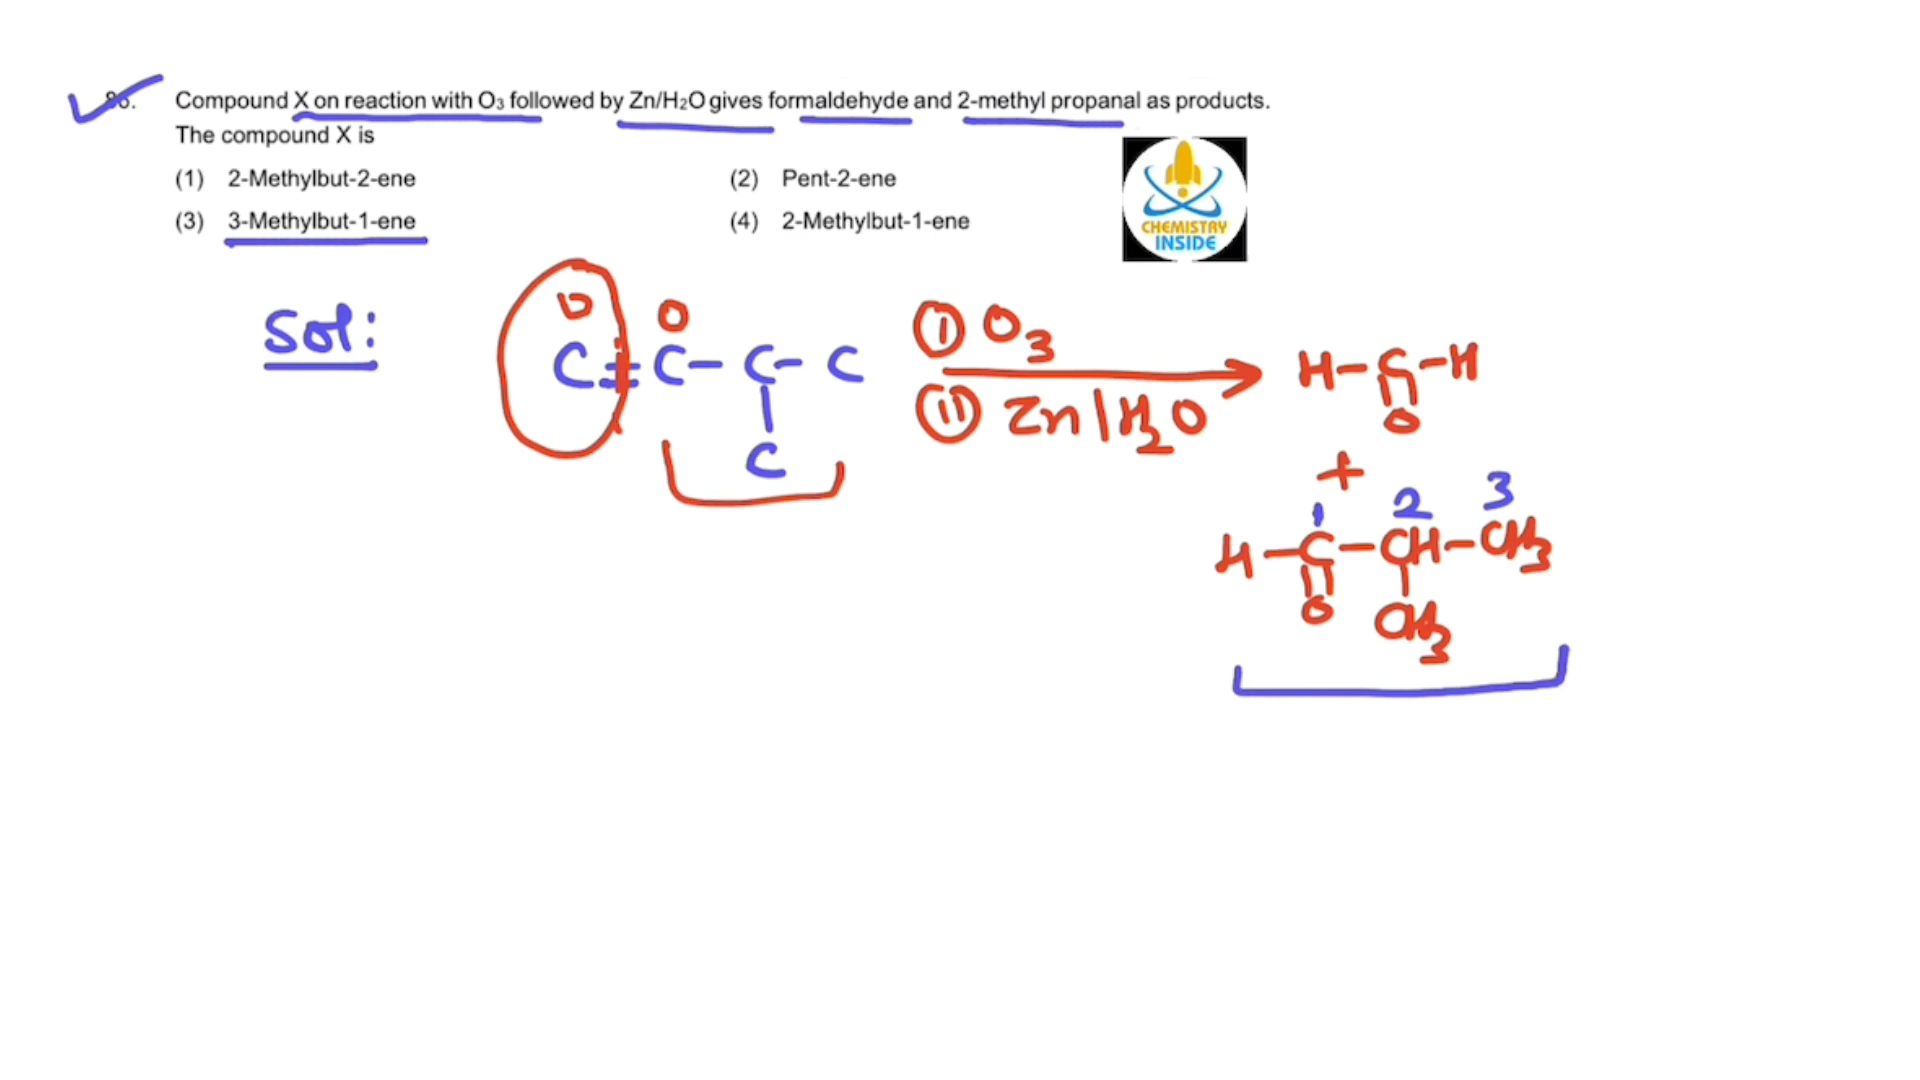 86. Compound X on reaction with O3 followed by Zn/H2O gives formaldehyde and 2-methyl propanal as products.
The compound X is
(1) 2-Methylbut-2-ene (2) Pent-2-ene
(3) 3-Methylbut-1-ene (4) 2-Methylbut-1-ene
CHEMISTRY
INSIDE
Sol:
O O
C=C-C-C
C
(i) O3
(ii) Zn|H2O
H-C-H
O
+
1 2 3
H-C-CH-CH3
O CH3